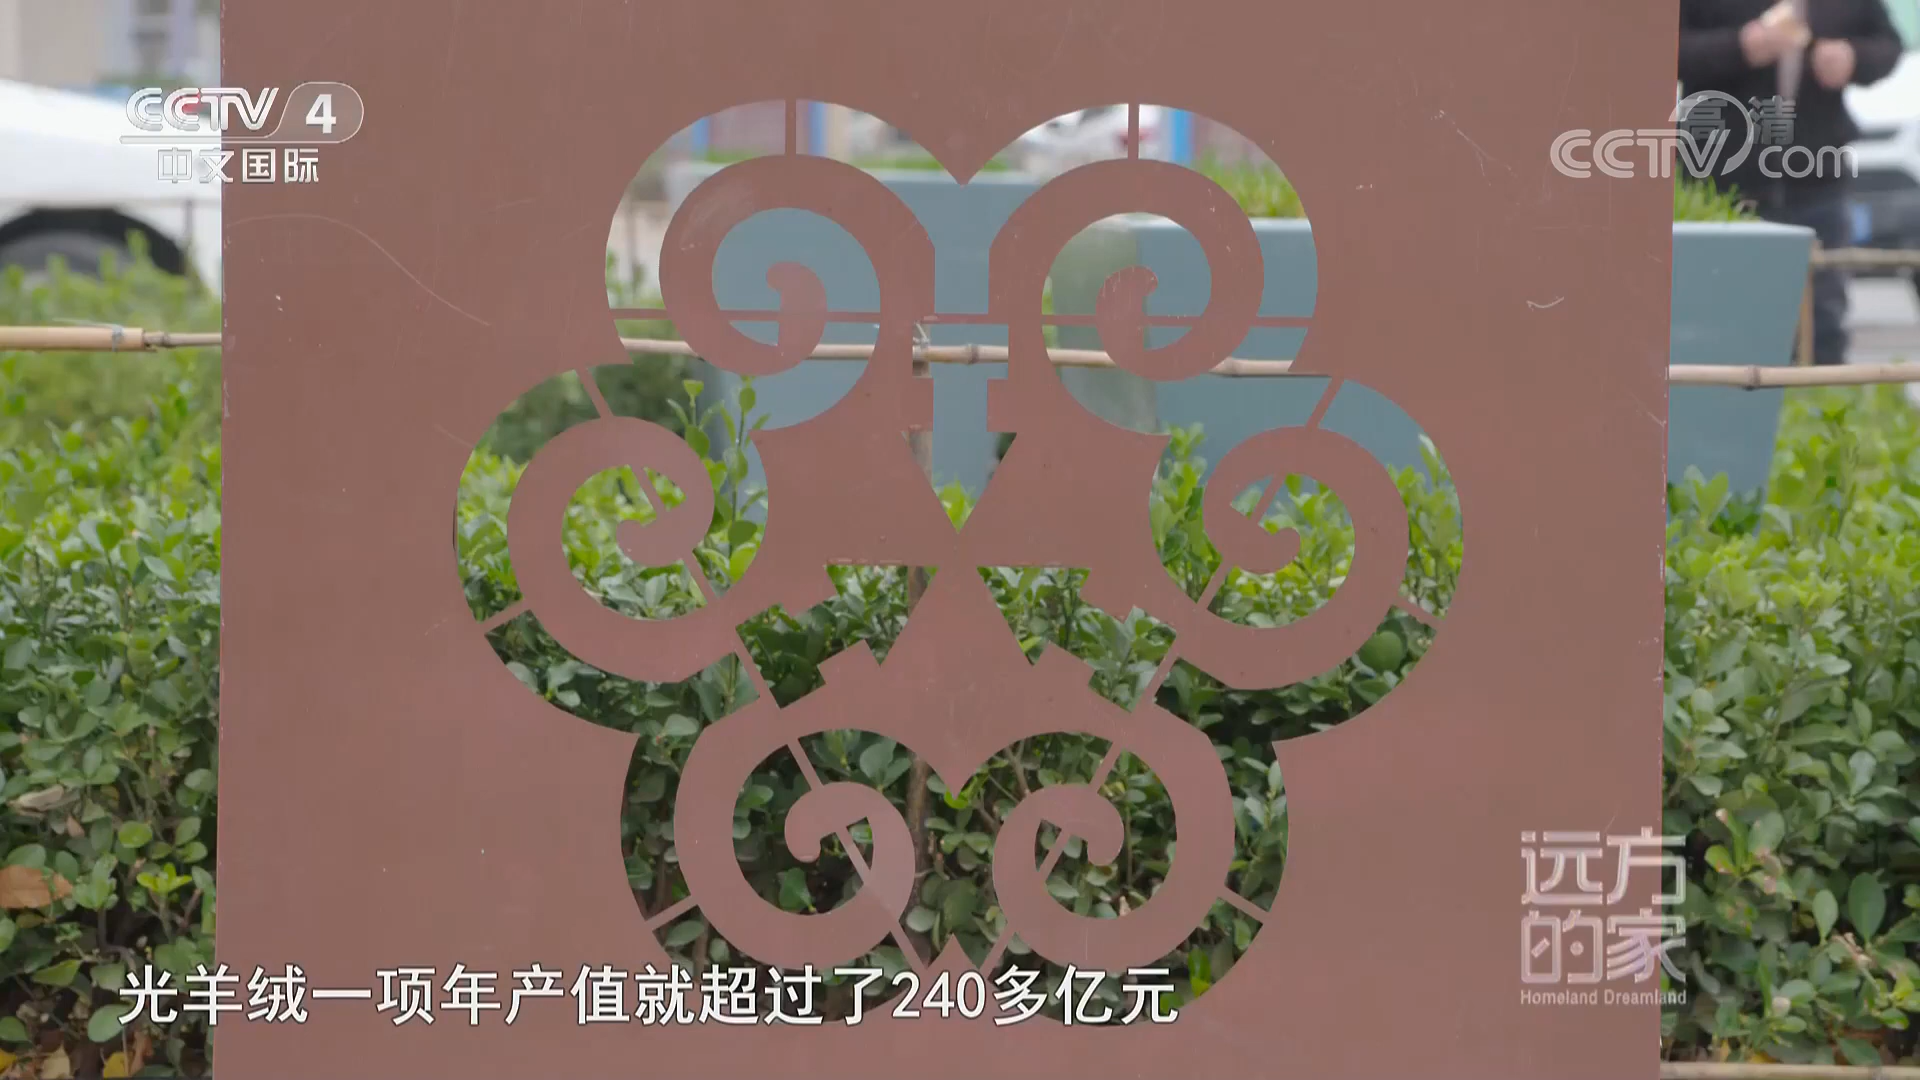 CCTV 4
中文国际
高清
CCTV.com
远方
的家
Homeland Dreamland
光羊绒一项年产值就超过了240多亿元